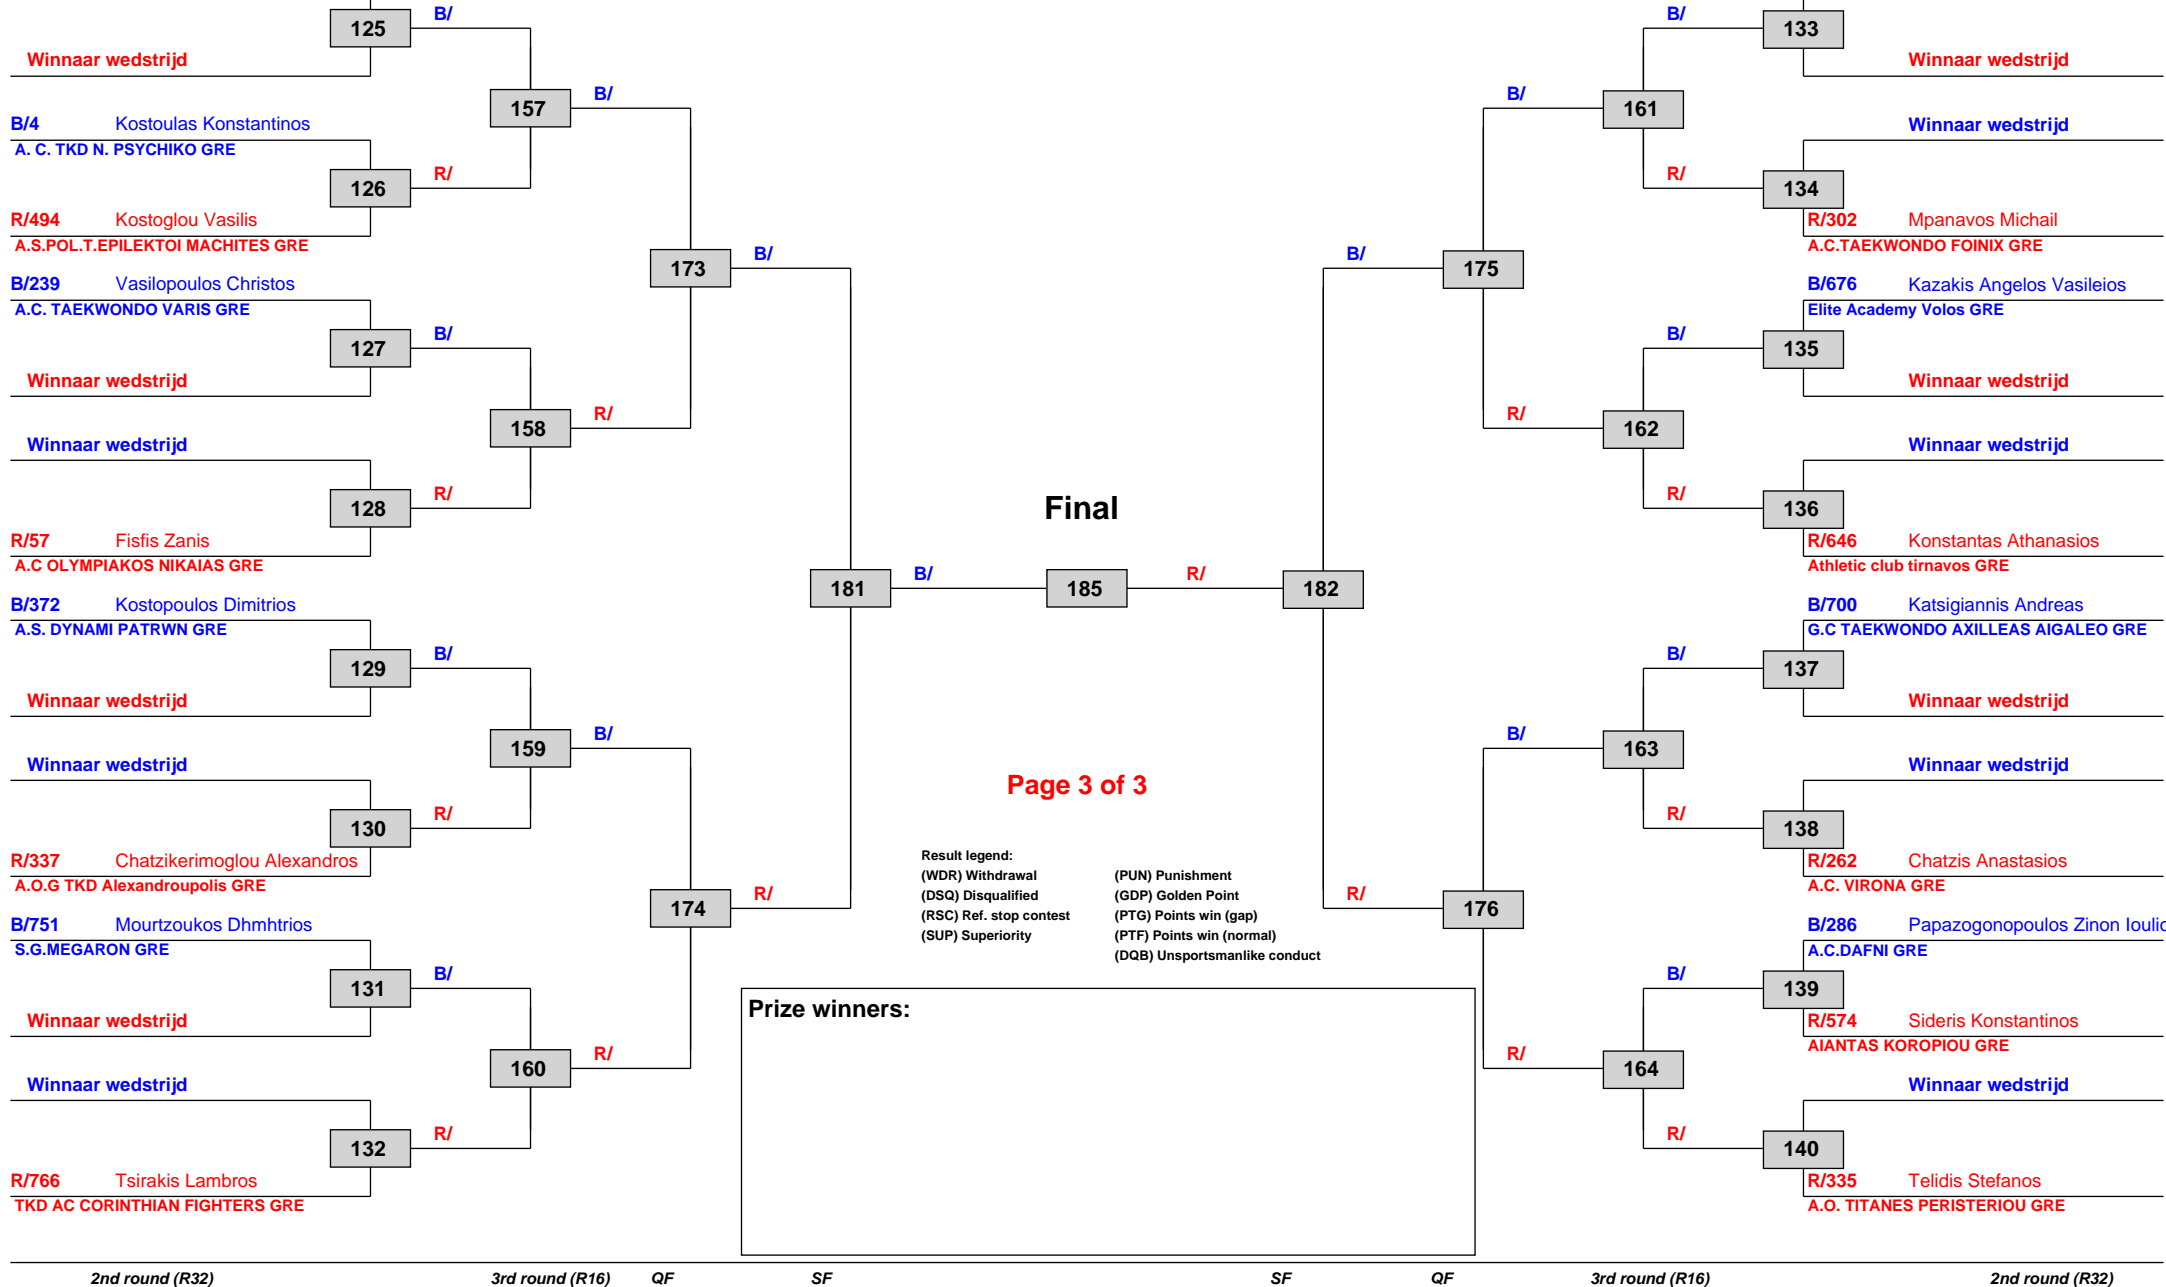 125
B/
Winnaar wedstrijd
157
B/
B/4 Kostoulas Konstantinos
A. C. TKD N. PSYCHIKO GRE
126
R/
R/494 Kostoglou Vasilis
A.S.POL.T.EPILEKTOI MACHITES GRE
173
B/
B/239 Vasilopoulos Christos
A.C. TAEKWONDO VARIS GRE
127
B/
Winnaar wedstrijd
158
R/
Winnaar wedstrijd
128
R/
R/57 Fisfis Zanis
A.C OLYMPIAKOS NIKAIAS GRE
181
B/
B/372 Kostopoulos Dimitrios
A.S. DYNAMI PATRWN GRE
129
B/
Winnaar wedstrijd
159
B/
Winnaar wedstrijd
130
R/
R/337 Chatzikerimoglou Alexandros
A.O.G TKD Alexandroupolis GRE
174
R/
B/751 Mourtzoukos Dhmhtrios
S.G.MEGARON GRE
131
B/
Winnaar wedstrijd
160
R/
Winnaar wedstrijd
132
R/
R/766 Tsirakis Lambros
TKD AC CORINTHIAN FIGHTERS GRE
Final
185
Page 3 of 3
Result legend:
(WDR) Withdrawal (PUN) Punishment
(DSQ) Disqualified (GDP) Golden Point
(RSC) Ref. stop contest (PTG) Points win (gap)
(SUP) Superiority (PTF) Points win (normal)
(DQB) Unsportsmanlike conduct
Prize winners:
B/
133
Winnaar wedstrijd
B/
161
Winnaar wedstrijd
R/
134
R/302 Mpanavos Michail
A.C.TAEKWONDO FOINIX GRE
B/
175
B/676 Kazakis Angelos Vasileios
Elite Academy Volos GRE
B/
135
Winnaar wedstrijd
R/
162
Winnaar wedstrijd
R/
136
R/646 Konstantas Athanasios
Athletic club tirnavos GRE
R/
182
B/700 Katsigiannis Andreas
G.C TAEKWONDO AXILLEAS AIGALEO GRE
B/
137
Winnaar wedstrijd
B/
163
Winnaar wedstrijd
R/
138
R/262 Chatzis Anastasios
A.C. VIRONA GRE
R/
176
B/286 Papazogonopoulos Zinon
A.C.DAFNI GRE
B/
139
R/574 Sideris Konstantinos
AIANTAS KOROPIOU GRE
R/
164
Winnaar wedstrijd
R/
140
R/335 Telidis Stefanos
A.O. TITANES PERISTERIOU GRE
2nd round (R32) 3rd round (R16) QF SF SF QF 3rd round (R16) 2nd round (R32)